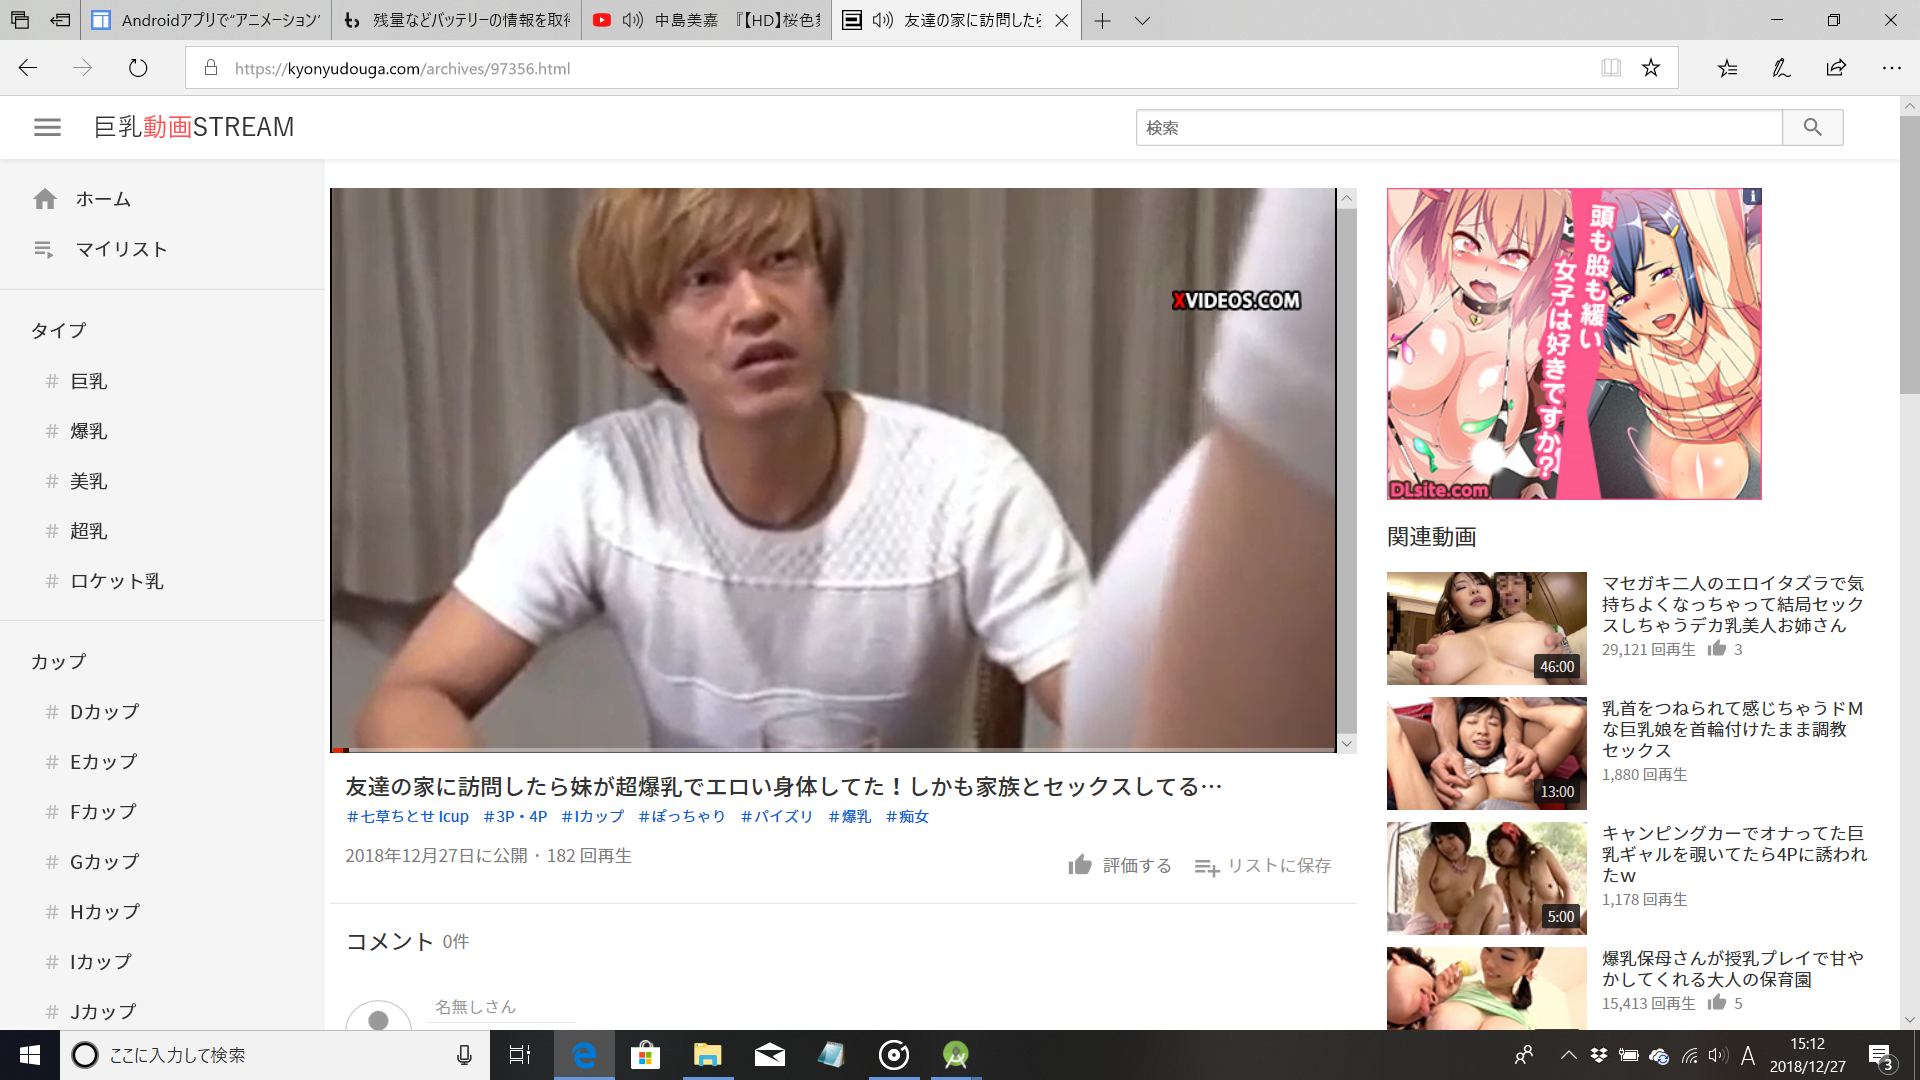 Androidアプリで“アニメーション”
残量などバッテリーの情報を取得
中島美嘉 『【HD】桜色舞
友達の家に訪問したら
https://kyonyudouga.com/archives/97356.html
巨乳動画STREAM
検索
ホーム
マイリスト
タイプ
# 巨乳
# 爆乳
# 美乳
# 超乳
# ロケット乳
カップ
# Dカップ
# Eカップ
# Fカップ
# Gカップ
# Hカップ
# Iカップ
# Jカップ
XVIDEOS.COM
友達の家に訪問したら妹が超爆乳でエロい身体してた！しかも家族とセックスしてる…
#七草ちとせ Icup #3P・4P #Iカップ #ぽっちゃり #パイズリ #爆乳 #痴女
2018年12月27日に公開・182 回再生
評価する
リストに保存
コメント 0件
名無しさん
頭も股も緩い
女子は好きですか?
DLsite.com
関連動画
46:00
マセガキ二人のエロイタズラで気
持ちよくなっちゃって結局セック
スしちゃうデカ乳美人お姉さん
29,121 回再生 3
13:00
乳首をつねられて感じちゃうドM
な巨乳娘を首輪付けたまま調教
セックス
1,880 回再生
5:00
キャンピングカーでオナってた巨
乳ギャルを覗いてたら4Pに誘われ
たw
1,178 回再生
爆乳保母さんが授乳プレイで甘や
かしてくれる大人の保育園
15,413 回再生 5
ここに入力して検索
A
15:12
2018/12/27
3